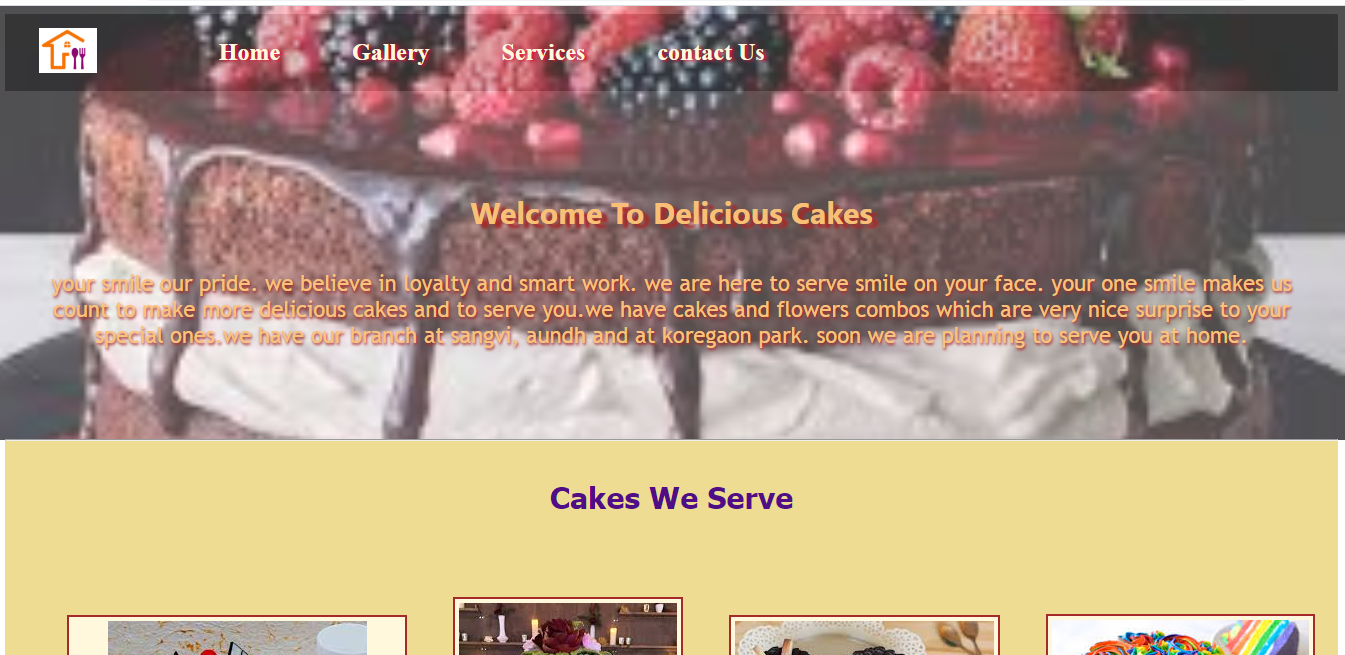 Home Gallery Services contact Us
Welcome To Delicious Cakes
your smile our pride. we believe in loyalty and smart work. we are here to serve smile on your face. your one smile makes us
count to make more delicious cakes and to serve you.we have cakes and flowers combos which are very nice surprise to your
special ones.we have our branch at sangvi, aundh and at koregaon park. soon we are planning to serve you at home.
Cakes We Serve